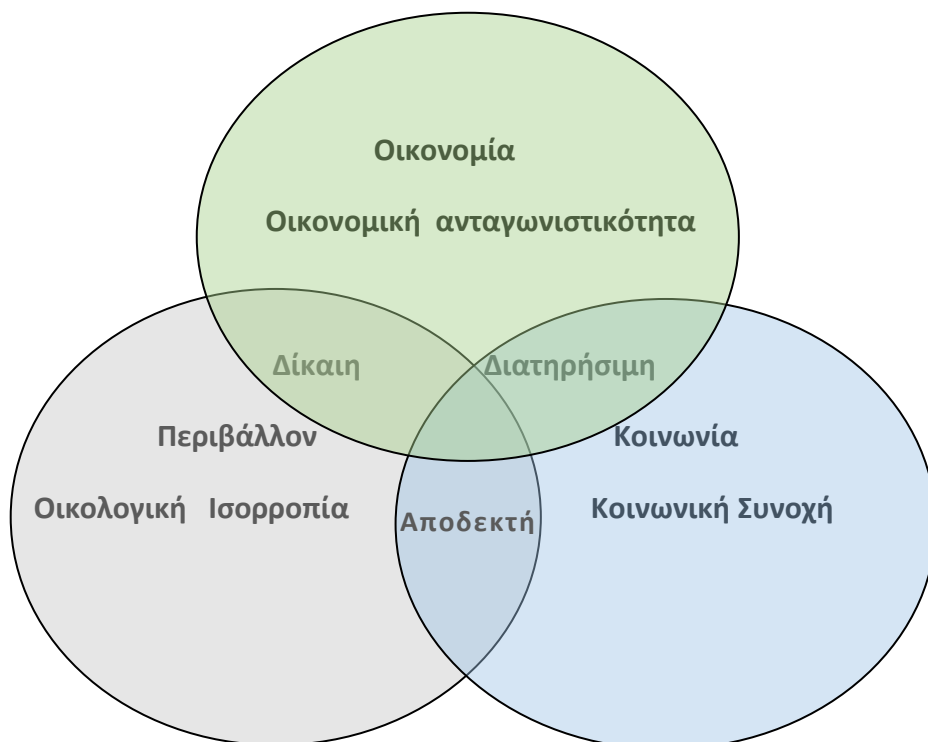 Οικονομία
Οικονομική ανταγωνιστικότητα
Δίκαιη
Διατηρήσιμη
Περιβάλλον
Κοινωνία
Οικολογική Ισορροπία
Αποδεκτή
Κοινωνική Συνοχή